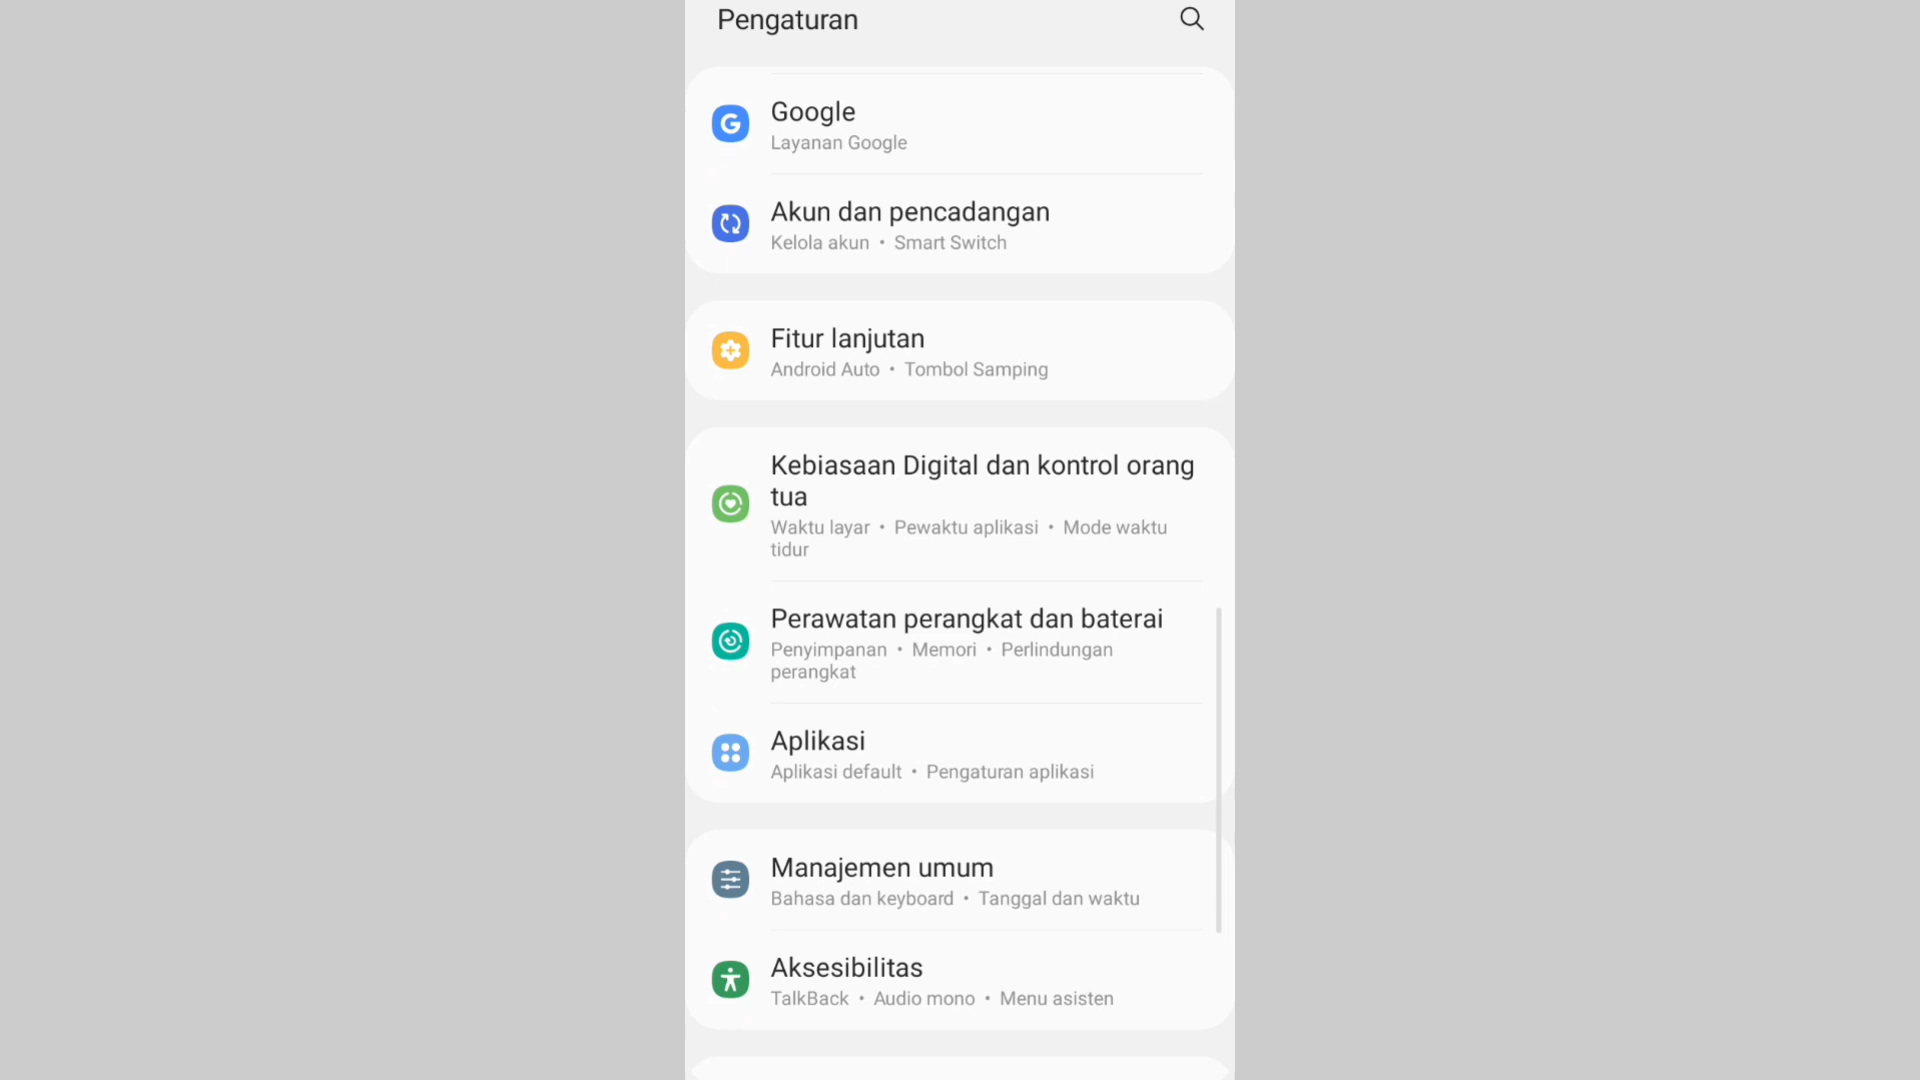 Pengaturan
Google
Layanan Google
Akun dan pencadangan
Kelola akun • Smart Switch
Fitur lanjutan
Android Auto • Tombol Samping
Kebiasaan Digital dan kontrol orang
tua
Waktu layar • Pewaktu aplikasi • Mode waktu
tidur
Perawatan perangkat dan baterai
Penyimpanan • Memori • Perlindungan
perangkat
Aplikasi
Aplikasi default • Pengaturan aplikasi
Manajemen umum
Bahasa dan keyboard • Tanggal dan waktu
Aksesibilitas
TalkBack • Audio mono • Menu asisten